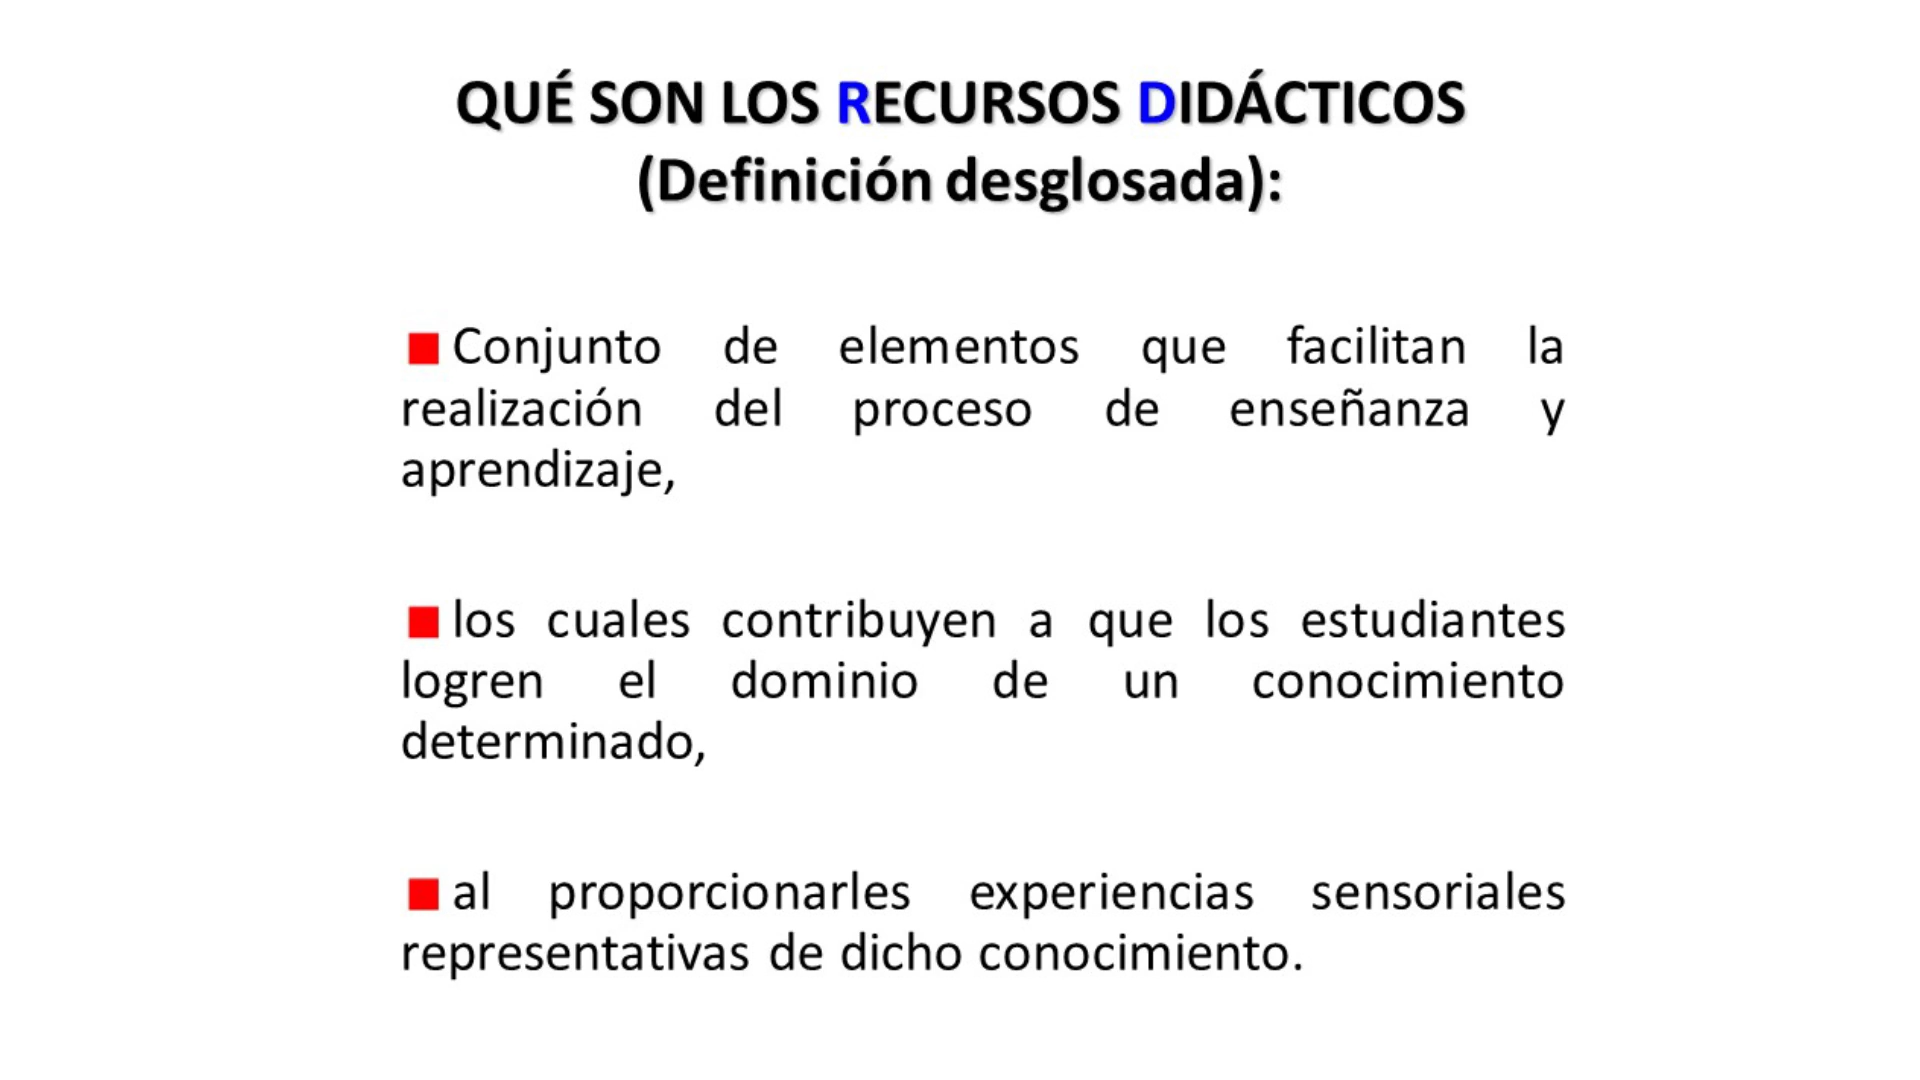 QUÉ SON LOS RECURSOS DIDÁCTICOS
(Definición desglosada):
Conjunto de elementos que facilitan la
realización del proceso de enseñanza y
aprendizaje,
los cuales contribuyen a que los estudiantes
logren el dominio de un conocimiento
determinado,
al proporcionarles experiencias sensoriales
representativas de dicho conocimiento.